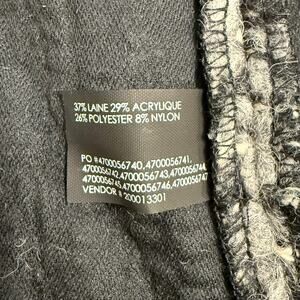 37% LAINE 29% ACRYLIQUE
26% POLYESTER 8% NYLON
PO #4700056740, 4700056741,
4700056742,4700056743,4700056744,
4700056745,4700056746,4700056747
VENDOR # 200013301